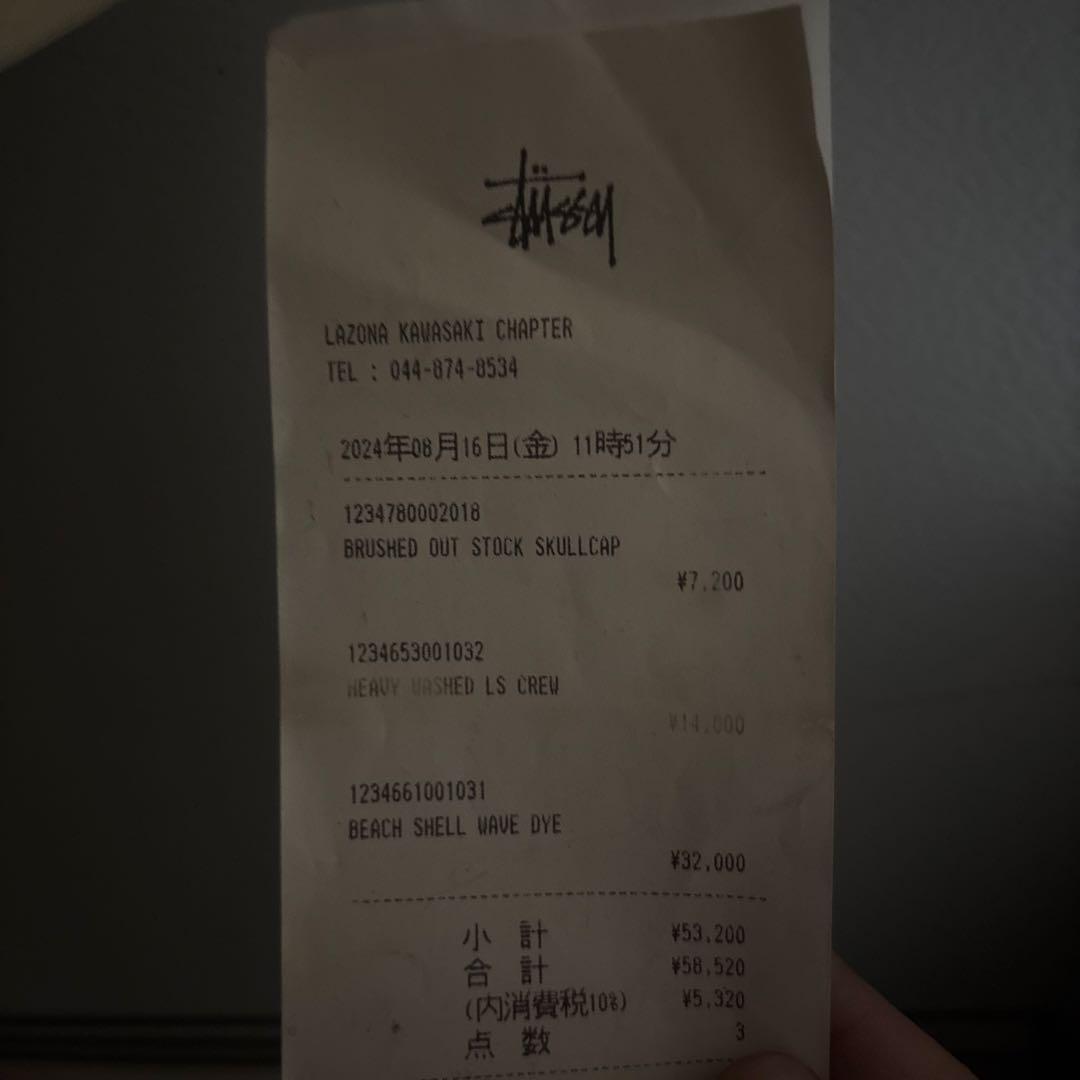 Stüssy
LAZONA KAWASAKI CHAPTER
TEL : 044-874-8534
2024年08月16日(金) 11時51分
1234780002018
BRUSHED OUT STOCK SKULLCAP
¥7,200
1234653001032
HEAVY WASHED LS CREW
¥14,000
1234661001031
BEACH SHELL WAVE DYE
¥32,000
小 計 ¥53,200
合 計 ¥58,520
(内消費税10%) ¥5,320
点 数 3